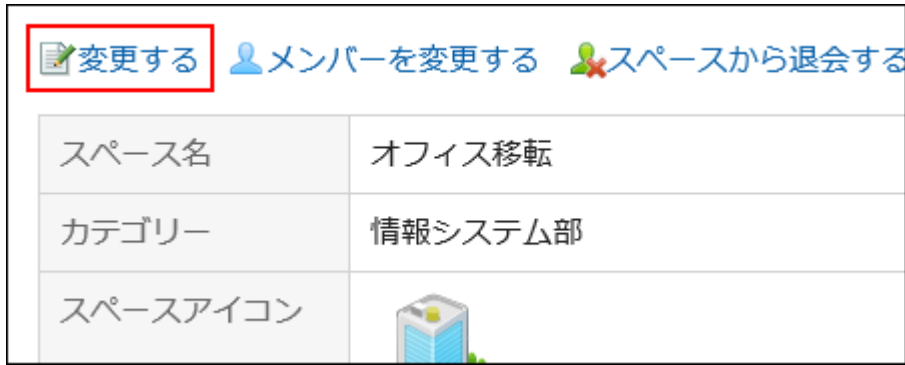 変更する メンバーを変更する スペースから退会する
スペース名 オフィス移転
カテゴリー 情報システム部
スペースアイコン